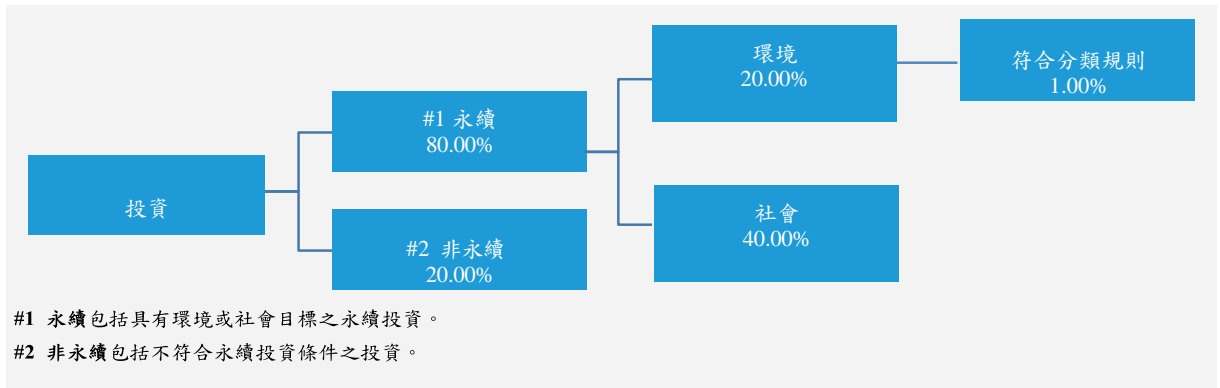 投資
#1 永續
80.00%
#2 非永續
20.00%
環境
20.00%
社會
40.00%
符合分類規則
1.00%
#1 永續包括具有環境或社會目標之永續投資。
#2 非永續包括不符合永續投資條件之投資。